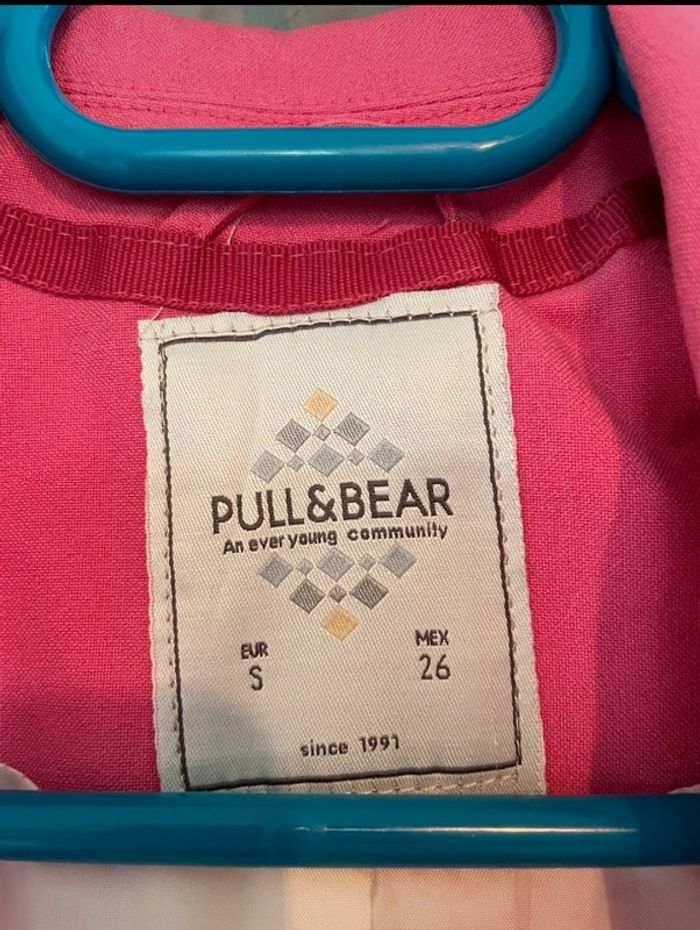 PULL&BEAR
An ever young community
EUR MEX
S 26
since 1991